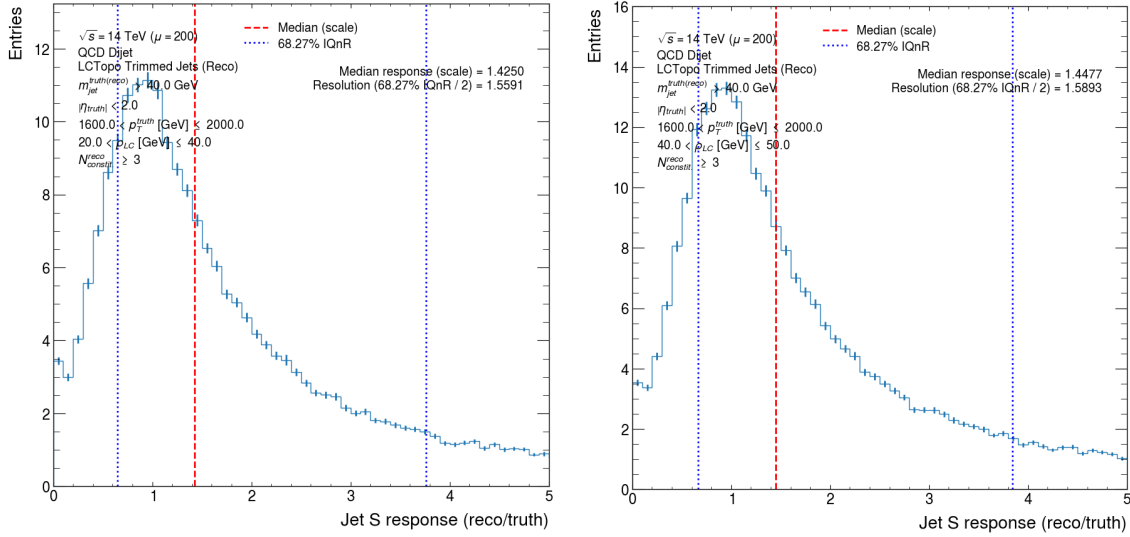 Entries
12
10
8
6
4
2
0
0
1
2
3
4
5
Jet S response (reco/truth)
√s = 14 TeV (μ = 200)
QCD Dijet
LCTopo Trimmed Jets (Reco)
m_jet^truth(reco) > 40.0 GeV
|η_truth| < 2.0
1600.0 < p_T^truth [GeV] ≤ 2000.0
20.0 < ρ_LC [GeV] ≤ 40.0
N_constit.^reco ≥ 3
Median (scale)
68.27% IQnR
Median response (scale) = 1.4250
Resolution (68.27% IQnR / 2) = 1.5591
Entries
16
14
12
10
8
6
4
2
0
0
1
2
3
4
5
Jet S response (reco/truth)
√s = 14 TeV (μ = 200)
QCD Dijet
LCTopo Trimmed Jets (Reco)
m_jet^truth(reco) > 40.0 GeV
|η_truth| < 2.0
1600.0 < p_T^truth [GeV] ≤ 2000.0
40.0 < ρ_LC [GeV] ≤ 50.0
N_constit.^reco ≥ 3
Median (scale)
68.27% IQnR
Median response (scale) = 1.4477
Resolution (68.27% IQnR / 2) = 1.5893